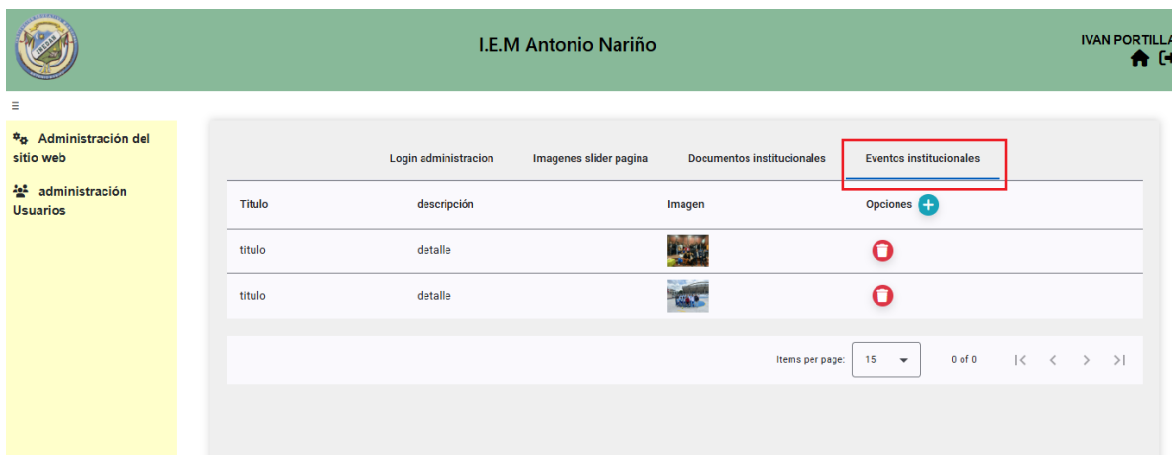 I.E.M Antonio Nariño
IVAN PORTILLA
Administración del
sitio web
administración
Usuarios
Login administracion Imagenes slider pagina Documentos institucionales Eventos institucionales
Titulo descripción Imagen Opciones
titulo detalle
titulo detalle
Items per page: 15 0 of 0